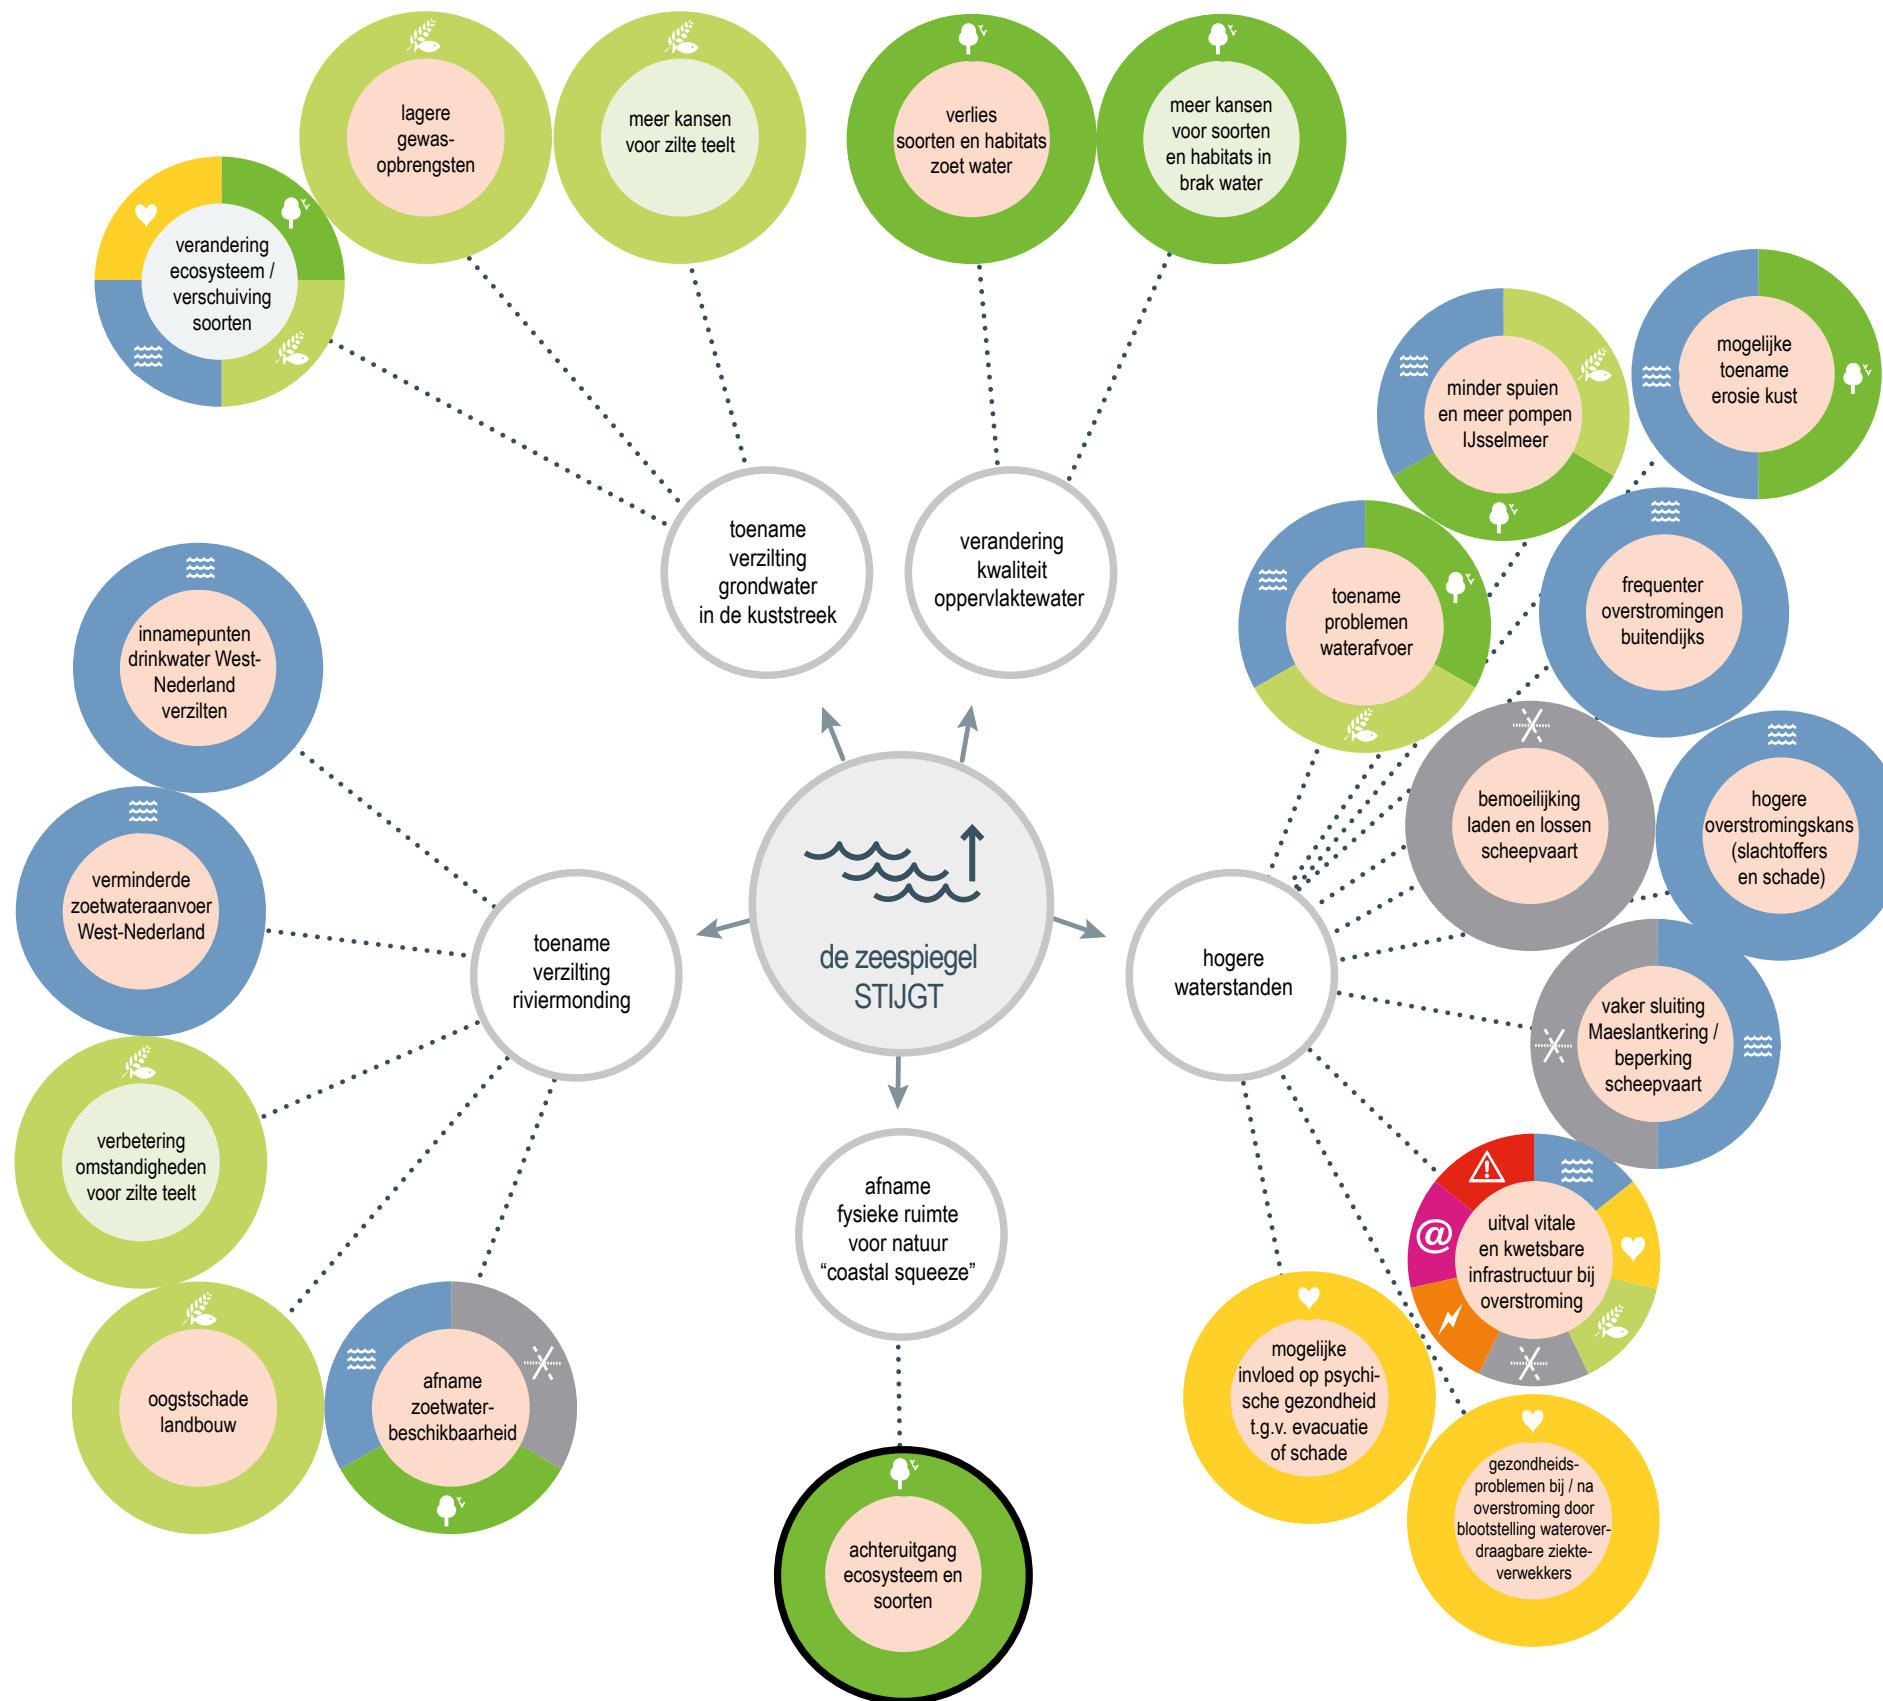 lagere
gewas-
opbrengsten
meer kansen
voor zilte teelt
verlies
soorten en habitats
zoet water
meer kansen
voor soorten
en habitats in
brak water
verandering
ecosysteem /
verschuiving
soorten
mogelijke
toename
erosie kust
minder spuien
en meer pompen
IJsselmeer
toename
verzilting
grondwater
in de kuststreek
verandering
kwaliteit
oppervlaktewater
toename
problemen
waterafvoer
frequenter
overstromingen
buitendijks
innamepunten
drinkwater West-
Nederland
verzilten
bemoeilijking
laden en lossen
scheepvaart
hogere
overstromingskans
(slachtoffers
en schade)
verminderde
zoetwateraanvoer
West-Nederland
toename
verzilting
riviermonding
de zeespiegel
STIJGT
hogere
waterstanden
vaker sluiting
Maeslantkering /
beperking
scheepvaart
verbetering
omstandigheden
voor zilte teelt
afname
fysieke ruimte
voor natuur
“coastal squeeze”
@
uitval vitale
en kwetsbare
infrastructuur bij
overstroming
oogstschade
landbouw
afname
zoetwater-
beschikbaarheid
mogelijke
invloed op psychi-
sche gezondheid
t.g.v. evacuatie
of schade
gezondheids-
problemen bij / na
overstroming door
blootstelling waterover-
draagbare ziekte-
verwekkers
achteruitgang
ecosysteem en
soorten